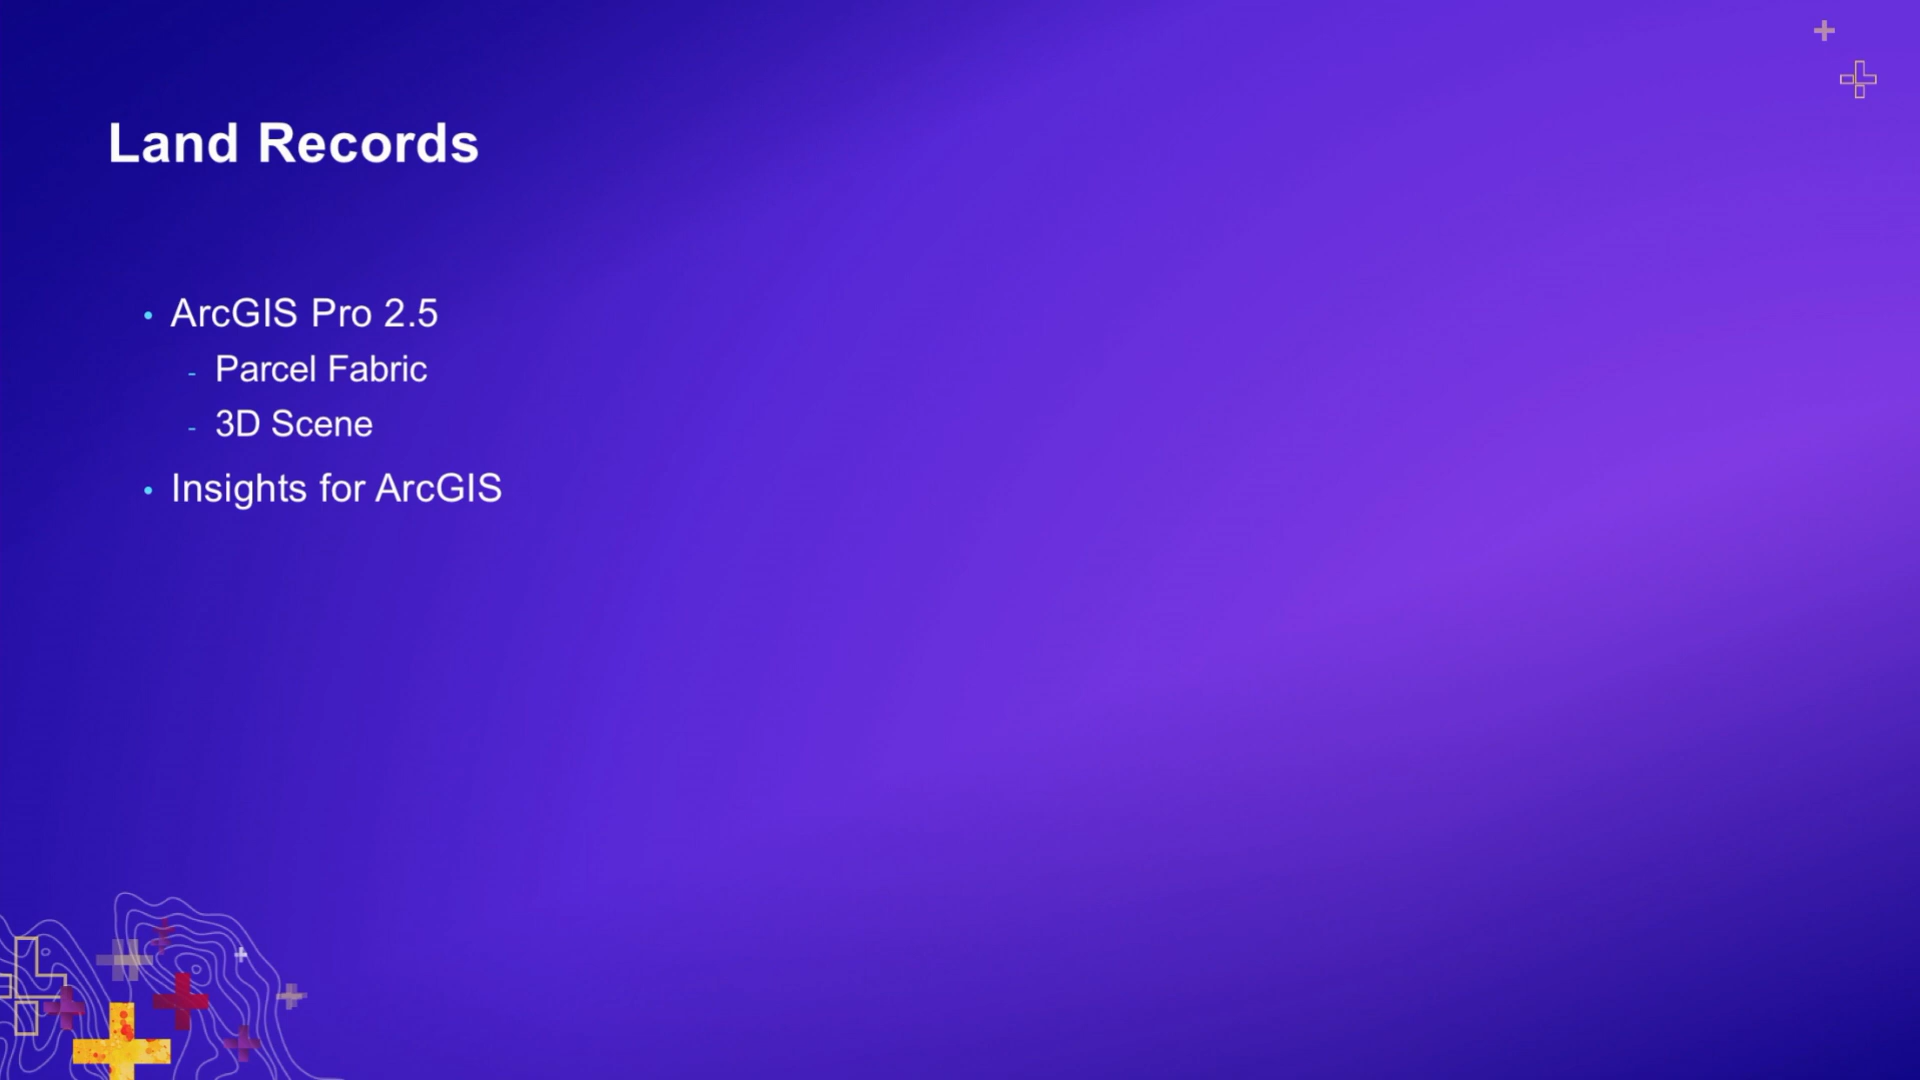 Land Records
• ArcGIS Pro 2.5
- Parcel Fabric
- 3D Scene
• Insights for ArcGIS